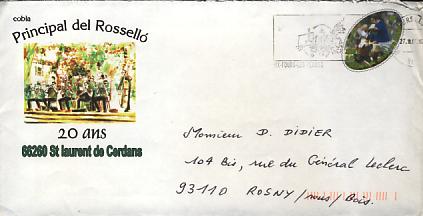 cobla
Principal del Rosselló
20 ans
66260 St laurent de Cerdans
Monsieur D. DIDIER
104 Bis, rue du Général Leclerc
93110 ROSNY/sous/Bois.